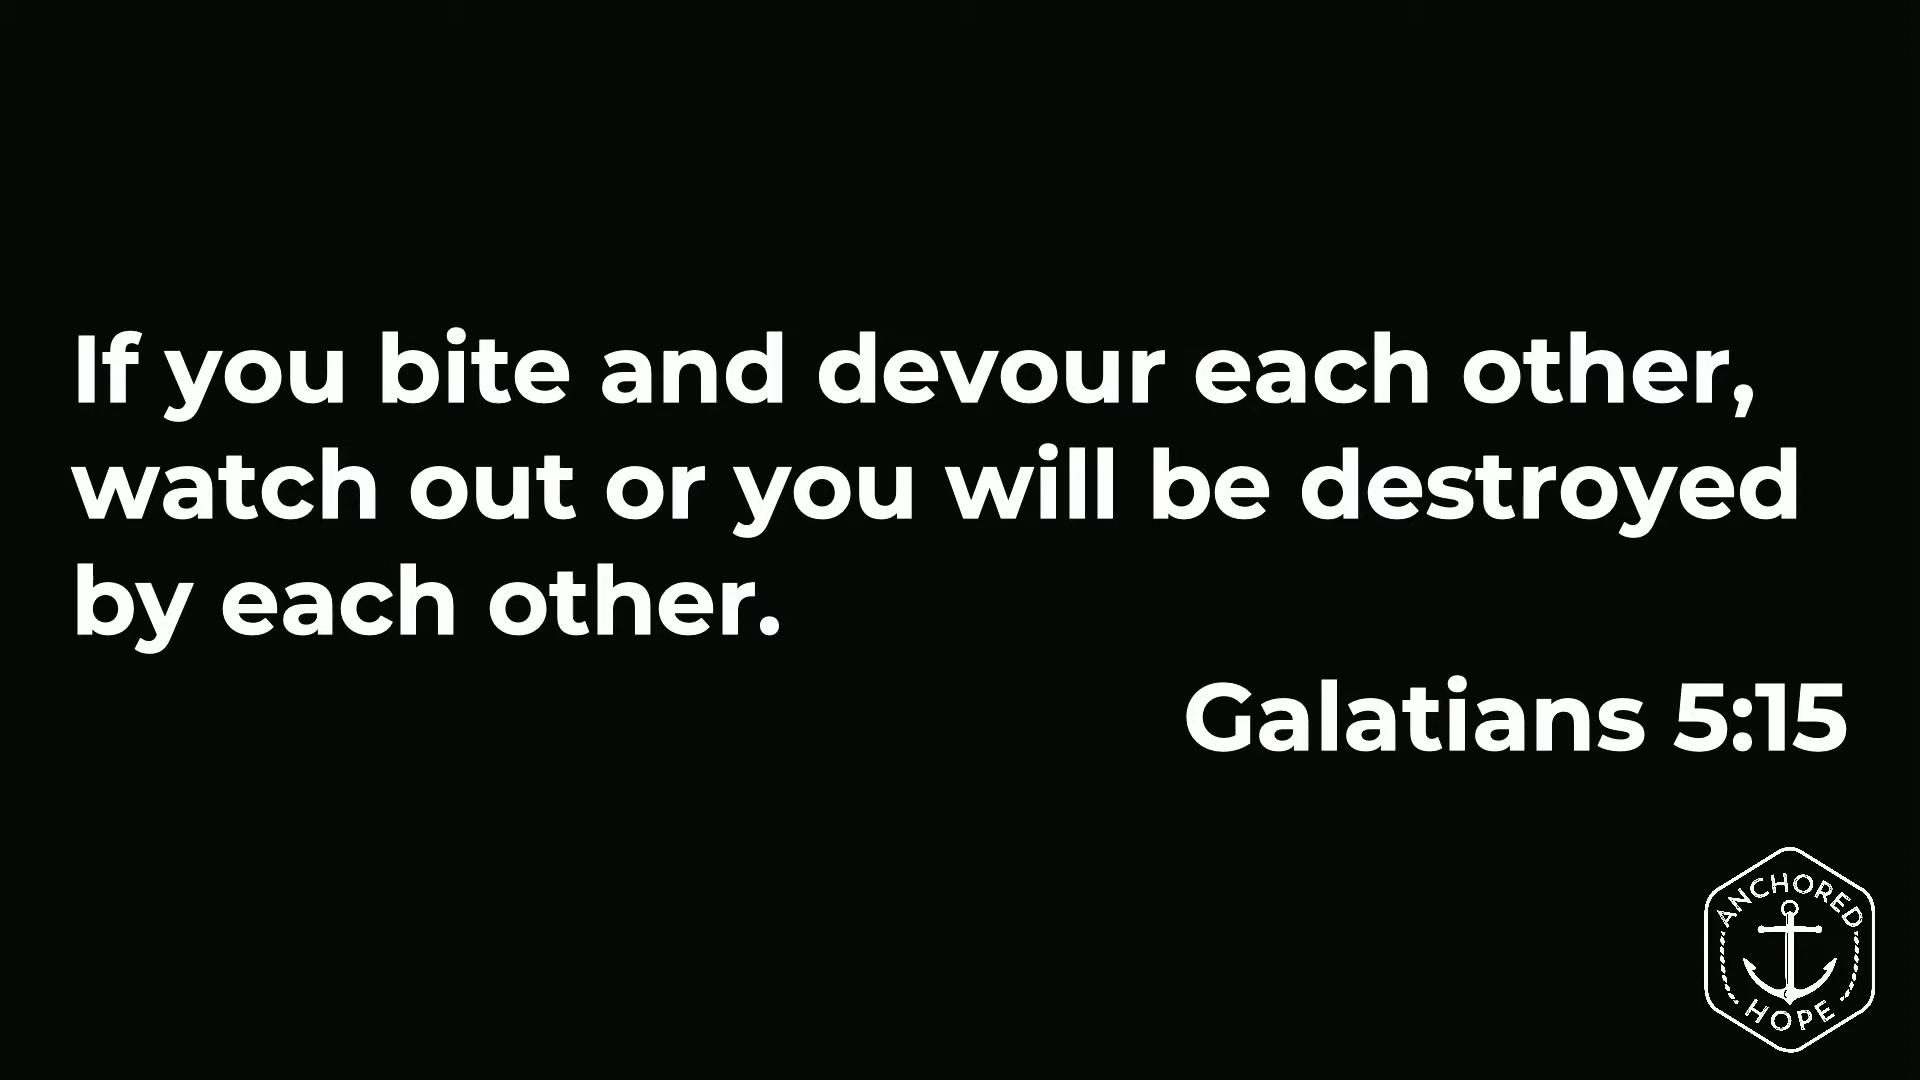 If you bite and devour each other,
watch out or you will be destroyed
by each other.
Galatians 5:15
ANCHORED
HOPE